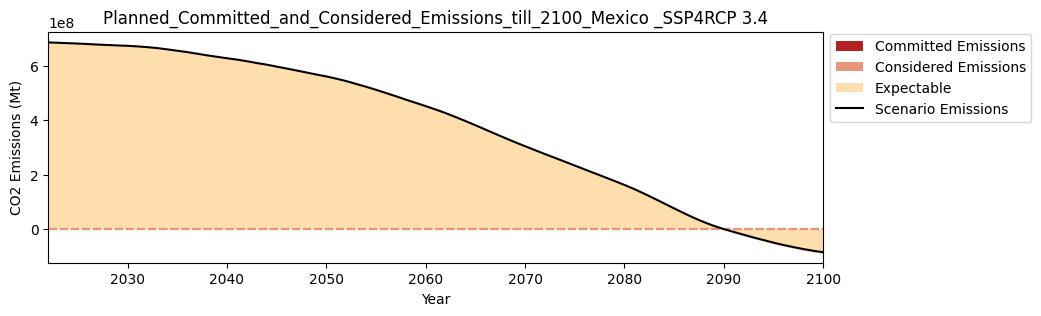 Planned_Committed_and_Considered_Emissions_till_2100_Mexico _SSP4RCP 3.4
1e8
Committed Emissions
Considered Emissions
Expectable
Scenario Emissions
CO2 Emissions (Mt)
6
4
2
0
2030 2040 2050 2060 2070 2080 2090 2100
Year